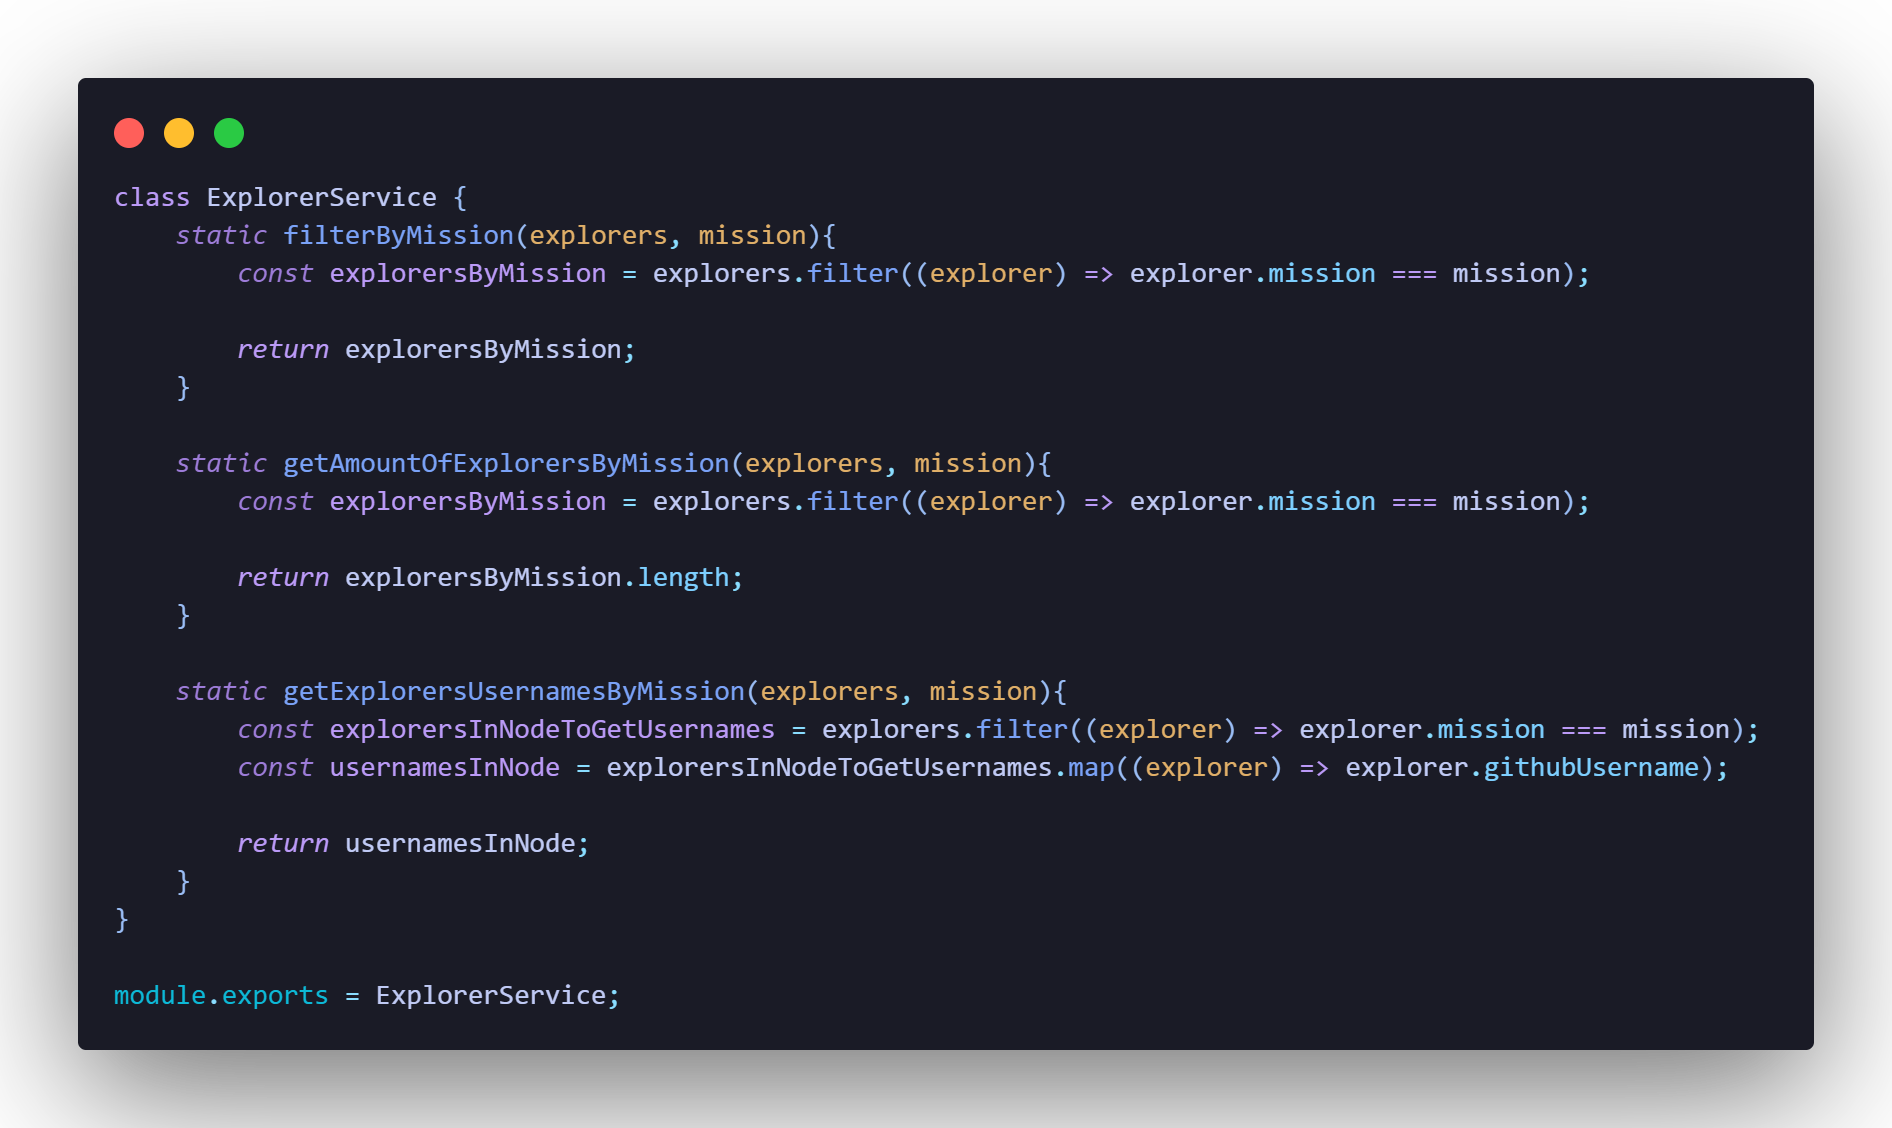 class ExplorerService {
    static filterByMission(explorers, mission){
        const explorersByMission = explorers.filter((explorer) => explorer.mission === mission);

        return explorersByMission;
    }

    static getAmountOfExplorersByMission(explorers, mission){
        const explorersByMission = explorers.filter((explorer) => explorer.mission === mission);

        return explorersByMission.length;
    }

    static getExplorersUsernamesByMission(explorers, mission){
        const explorersInNodeToGetUsernames = explorers.filter((explorer) => explorer.mission === mission);
        const usernamesInNode = explorersInNodeToGetUsernames.map((explorer) => explorer.githubUsername);

        return usernamesInNode;
    }
}

module.exports = ExplorerService;